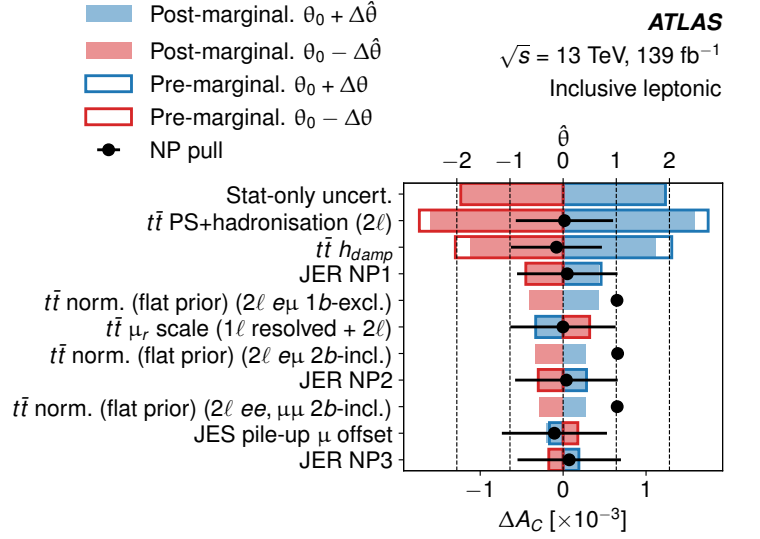 Post-marginal. θ₀ + Δθ̂
Post-marginal. θ₀ − Δθ̂
Pre-marginal. θ₀ + Δθ
Pre-marginal. θ₀ − Δθ
NP pull
ATLAS
√s = 13 TeV, 139 fb⁻¹
Inclusive leptonic
θ̂
−2 −1 0 1 2
Stat-only uncert.
tt̄ PS+hadronisation (2ℓ)
tt̄ h_damp
JER NP1
tt̄ norm. (flat prior) (2ℓ eμ 1b-excl.)
tt̄ μᵣ scale (1ℓ resolved + 2ℓ)
tt̄ norm. (flat prior) (2ℓ eμ 2b-incl.)
JER NP2
tt̄ norm. (flat prior) (2ℓ ee, μμ 2b-incl.)
JES pile-up μ offset
JER NP3
−1 0 1
ΔA_C [×10⁻³]